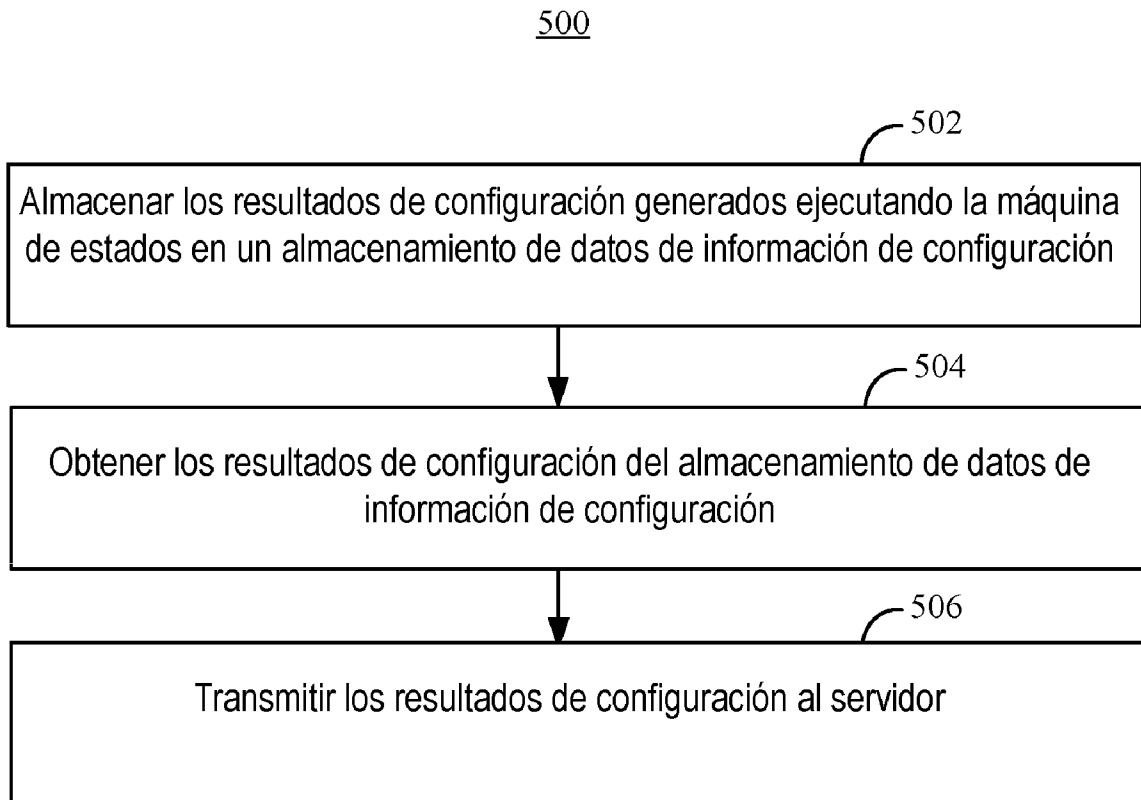 500
502
Almacenar los resultados de configuración generados ejecutando la máquina
de estados en un almacenamiento de datos de información de configuración
504
Obtener los resultados de configuración del almacenamiento de datos de
información de configuración
506
Transmitir los resultados de configuración al servidor